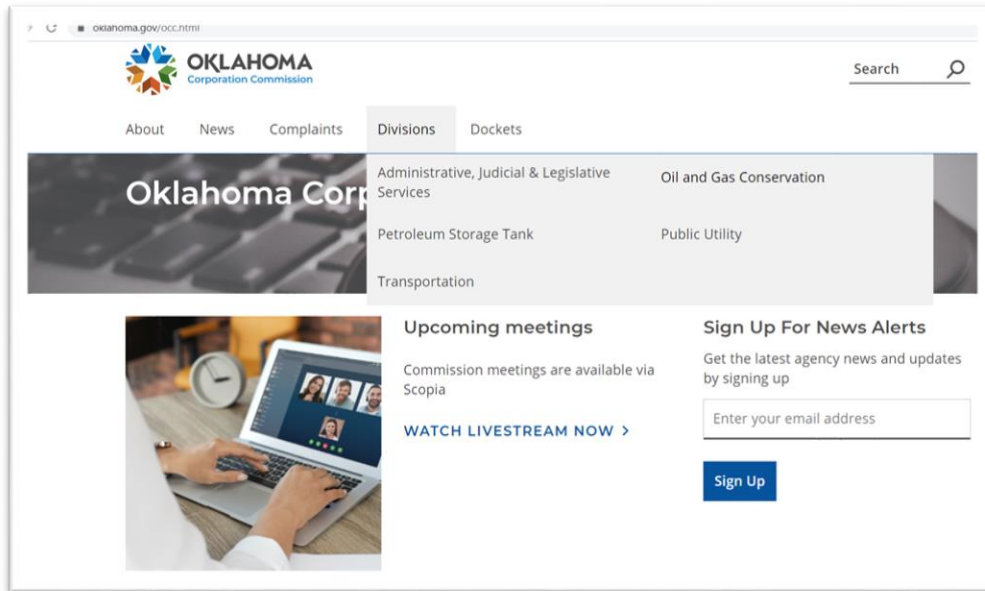 oklahoma.gov/occ.html
OKLAHOMA
Corporation Commission
Search
About News Complaints Divisions Dockets
Administrative, Judicial & Legislative
Services
Oil and Gas Conservation
Petroleum Storage Tank
Public Utility
Transportation
Oklahoma Corp
Upcoming meetings
Commission meetings are available via
Scopia
WATCH LIVESTREAM NOW >
Sign Up For News Alerts
Get the latest agency news and updates
by signing up
Enter your email address
Sign Up